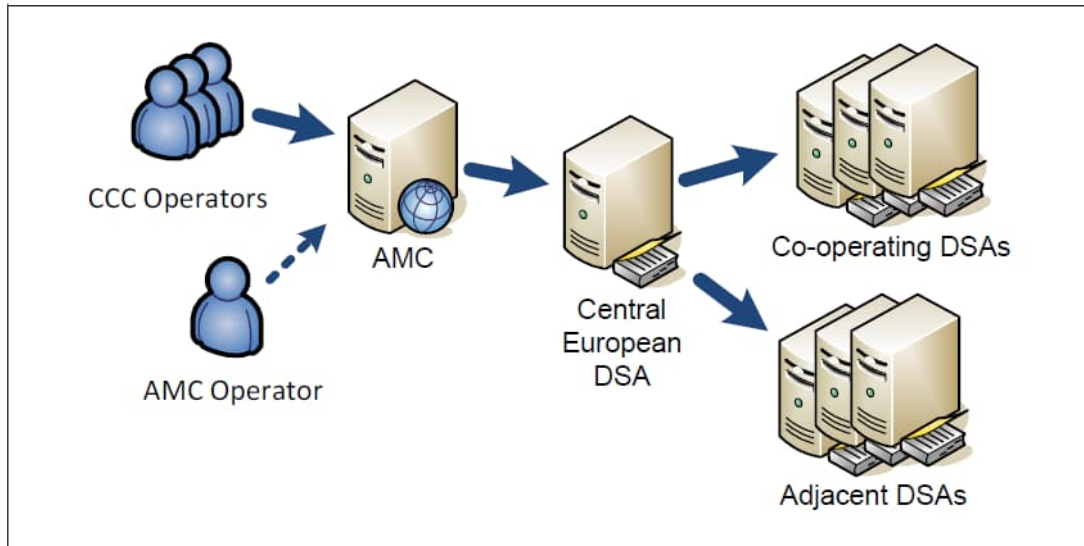 CCC Operators
AMC Operator
AMC
Central
European
DSA
Co-operating DSAs
Adjacent DSAs